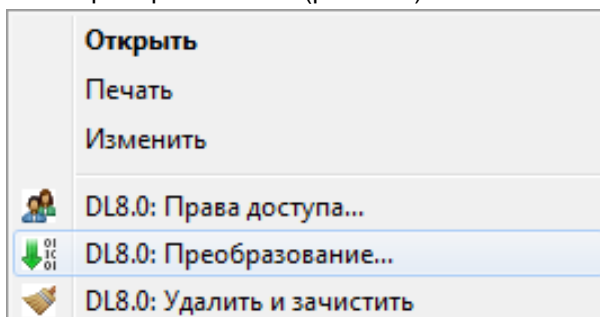 Открыть
Печать
Изменить
DL8.0: Права доступа...
DL8.0: Преобразование...
DL8.0: Удалить и зачистить